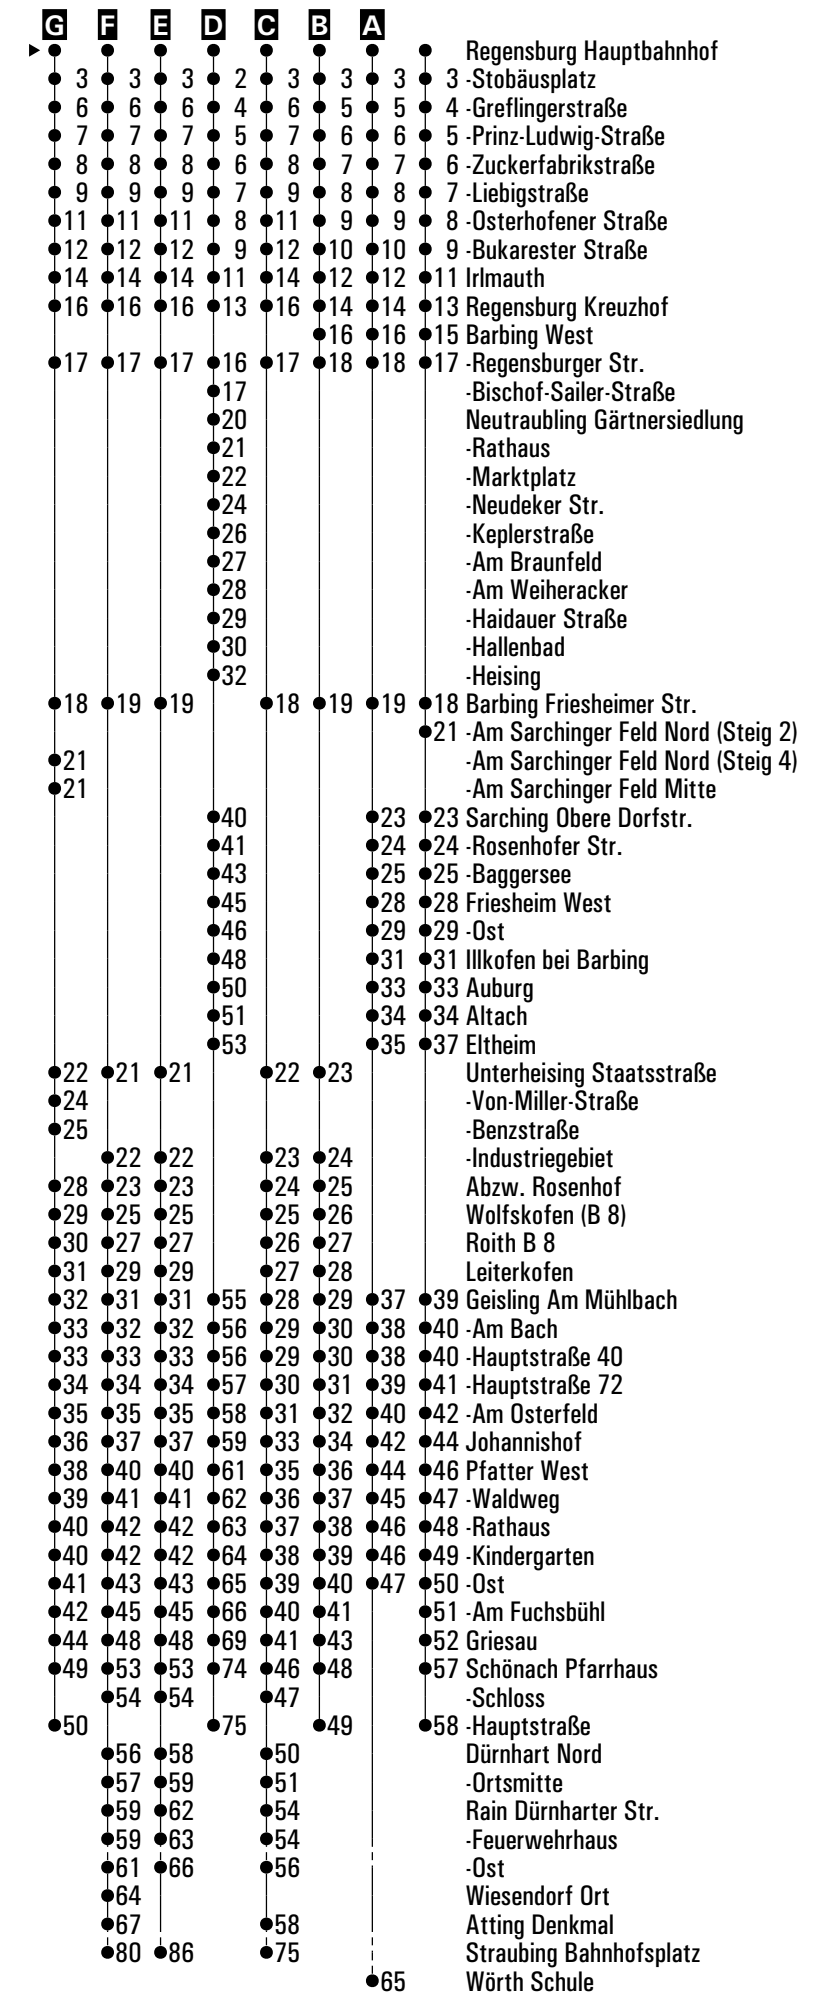 G F E D C B A
Regensburg Hauptbahnhof
3 3 3 2 3 3 3 3 -Stobäusplatz
6 6 6 4 6 5 5 4 -Greflingerstraße
7 7 7 5 7 6 6 5 -Prinz-Ludwig-Straße
8 8 8 6 8 7 7 6 -Zuckerfabrikstraße
9 9 9 7 9 8 8 7 -Liebigstraße
11 11 11 8 11 9 9 8 -Osterhofener Straße
12 12 12 9 12 10 10 9 -Bukarester Straße
14 14 14 11 14 12 12 11 Irlmauth
16 16 16 13 16 14 14 13 Regensburg Kreuzhof
16 16 15 Barbing West
17 17 17 16 17 18 18 17 -Regensburger Str.
17 -Bischof-Sailer-Straße
20 Neutraubling Gärtnersiedlung
21 -Rathaus
22 -Marktplatz
24 -Neudeker Str.
26 -Keplerstraße
27 -Am Braunfeld
28 -Am Weiheracker
29 -Haidauer Straße
30 -Hallenbad
32 -Heising
18 19 19 18 19 19 18 Barbing Friesheimer Str.
21 -Am Sarchinger Feld Nord (Steig 2)
21 -Am Sarchinger Feld Nord (Steig 4)
21 -Am Sarchinger Feld Mitte
40 23 23 Sarching Obere Dorfstr.
41 24 24 -Rosenhofer Str.
43 25 25 -Baggersee
45 28 28 Friesheim West
46 29 29 -Ost
48 31 31 Illkofen bei Barbing
50 33 33 Auburg
51 34 34 Altach
53 35 37 Eltheim
22 21 21 22 23 Unterheising Staatsstraße
24 -Von-Miller-Straße
25 -Benzstraße
22 22 23 24 -Industriegebiet
28 23 23 24 25 Abzw. Rosenhof
29 25 25 25 26 Wolfskofen (B 8)
30 27 27 26 27 Roith B 8
31 29 29 27 28 Leiterkofen
32 31 31 55 28 29 37 39 Geisling Am Mühlbach
33 32 32 56 29 30 38 40 -Am Bach
33 33 33 56 29 30 38 40 -Hauptstraße 40
34 34 34 57 30 31 39 41 -Hauptstraße 72
35 35 35 58 31 32 40 42 -Am Osterfeld
36 37 37 59 33 34 42 44 Johannishof
38 40 40 61 35 36 44 46 Pfatter West
39 41 41 62 36 37 45 47 -Waldweg
40 42 42 63 37 38 46 48 -Rathaus
40 42 42 64 38 39 46 49 -Kindergarten
41 43 43 65 39 40 47 50 -Ost
42 45 45 66 40 41 51 -Am Fuchsbühl
44 48 48 69 41 43 52 Griesau
49 53 53 74 46 48 57 Schönach Pfarrhaus
54 54 47 -Schloss
50 75 49 58 -Hauptstraße
56 58 50 Dürnhart Nord
57 59 51 -Ortsmitte
59 62 54 Rain Dürnharter Str.
59 63 54 -Feuerwehrhaus
61 66 56 -Ost
64 Wiesendorf Ort
67 58 Atting Denkmal
80 86 75 Straubing Bahnhofsplatz
65 Wörth Schule